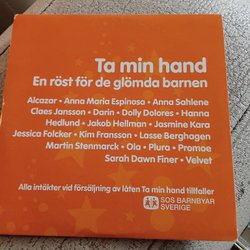 Ta min hand
En röst för de glömda barnen
Alcazar • Anna Maria Espinosa • Anna Sahlene
Claes Jansson • Darin • Dolly Dolores • Hanna
Hedlund • Jakob Hellman • Jasmine Kara
Jessica Folcker • Kim Fransson • Lasse Berghagen
Martin Stenmarck • Ola • Plura • Promoe
Sarah Dawn Finer • Velvet
Alla intäkter vid försäljning av låten Ta min hand tillfaller
SOS BARNBYAR
SVERIGE